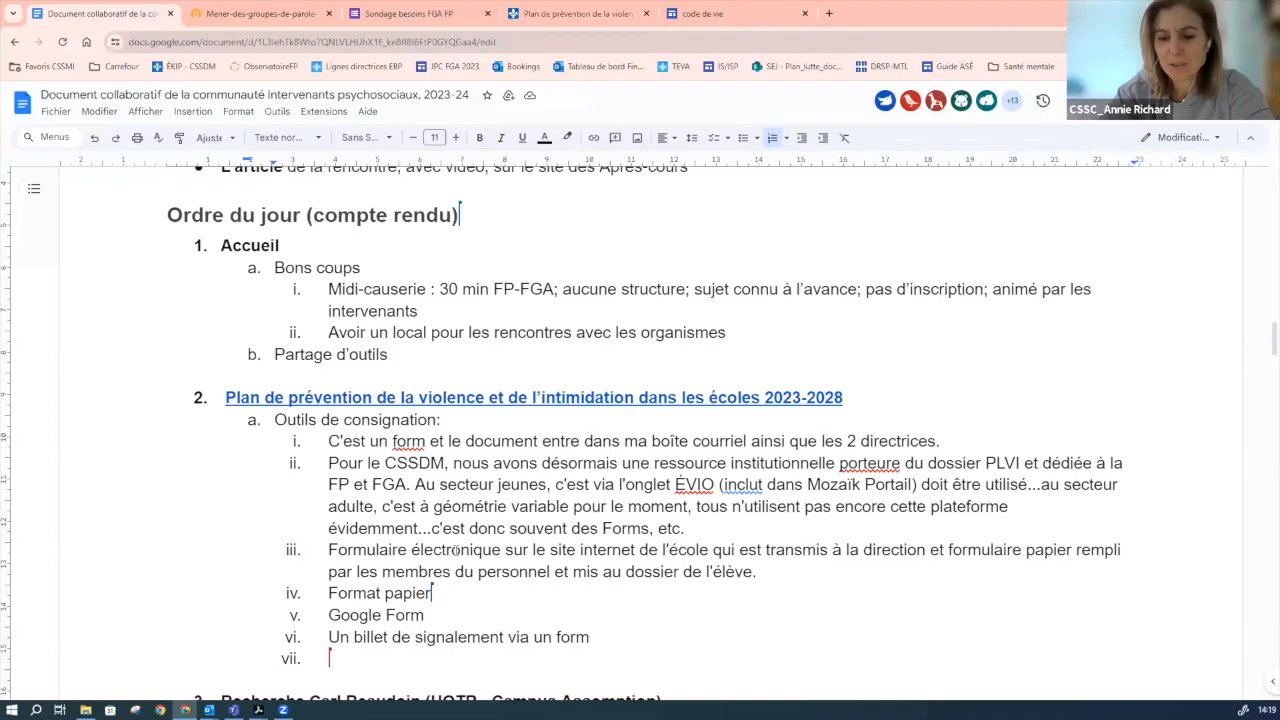 Document collaboratif de la co
Mener-des-groupes-de-parole
Sondage besoins FGA FP
Plan de prévention de la violen
code de vie
docs.google.com/document/d/
/edit
Favoris CSSMI
Carrefour
ÉKIP - CSSDM
ObservatoireFP
Lignes directrices EBP
JPC FGA 2023
Bookings
Tableau de bord Fin...
TEVA
IS/ISP
SEJ - Plan_lutte_doc...
DRSP-MTL
Guide ASÉ
Santé mentale
CSSC_Annie Richard
Document collaboratif de la communauté Intervenants psychosociaux, 2023-24
Fichier Modifier Afficher Insertion Format Outils Extensions Aide
+13
Menus
Ajuste
Texte nor...
Sans S...
11
Modificati...
L'article de la rencontre, avec vidéo, sur le site des Après-cours
Ordre du jour (compte rendu)
1. Accueil
a. Bons coups
i. Midi-causerie : 30 min FP-FGA; aucune structure; sujet connu à l'avance; pas d'inscription; animé par les
intervenants
ii. Avoir un local pour les rencontres avec les organismes
b. Partage d'outils
2. Plan de prévention de la violence et de l'intimidation dans les écoles 2023-2028
a. Outils de consignation:
i. C'est un form et le document entre dans ma boîte courriel ainsi que les 2 directrices.
ii. Pour le CSSDM, nous avons désormais une ressource institutionnelle porteure du dossier PLVI et dédiée à la
FP et FGA. Au secteur jeunes, c'est via l'onglet ÉVIO (inclut dans Mozaïk Portail) doit être utilisé...au secteur
adulte, c'est à géométrie variable pour le moment, tous n'utilisent pas encore cette plateforme
évidemment...c'est donc souvent des Forms, etc.
iii. Formulaire électronique sur le site internet de l'école qui est transmis à la direction et formulaire papier rempli
par les membres du personnel et mis au dossier de l'élève.
iv. Format papier
v. Google Form
vi. Un billet de signalement via un form
vii.
3. Recherche Carl Beaudoin (UQTR - Campus Assomption)
14:19